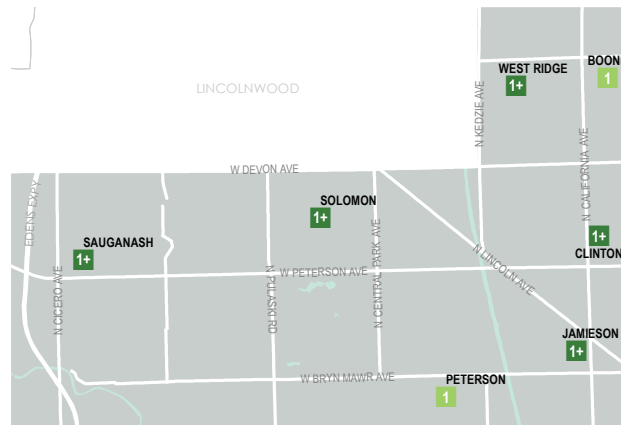 WEST RIDGE
1+
BOON
1
LINCOLNWOOD
N KEDZIE AVE
N CALIFORNIA AVE
W DEVON AVE
EDENS EXPY
SOLOMON
1+
SAUGANASH
1+
N CENTRAL PARK AVE
N LINCOLN AVE
1+
CLINTON
W PETERSON AVE
N CICERO AVE
N PULASKI RD
JAMIESON
1+
W BRYN MAWR AVE
PETERSON
1